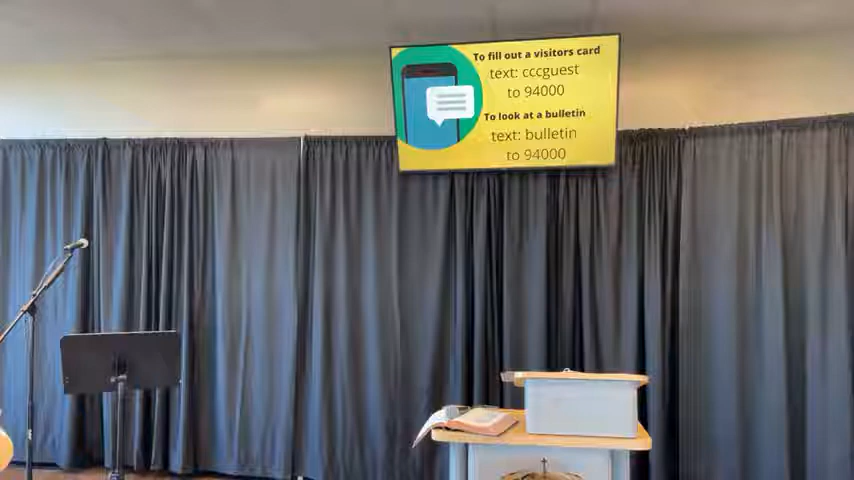 To fill out a visitors card
text: cccguest
to 94000
To look at a bulletin
text: bulletin
to 94000